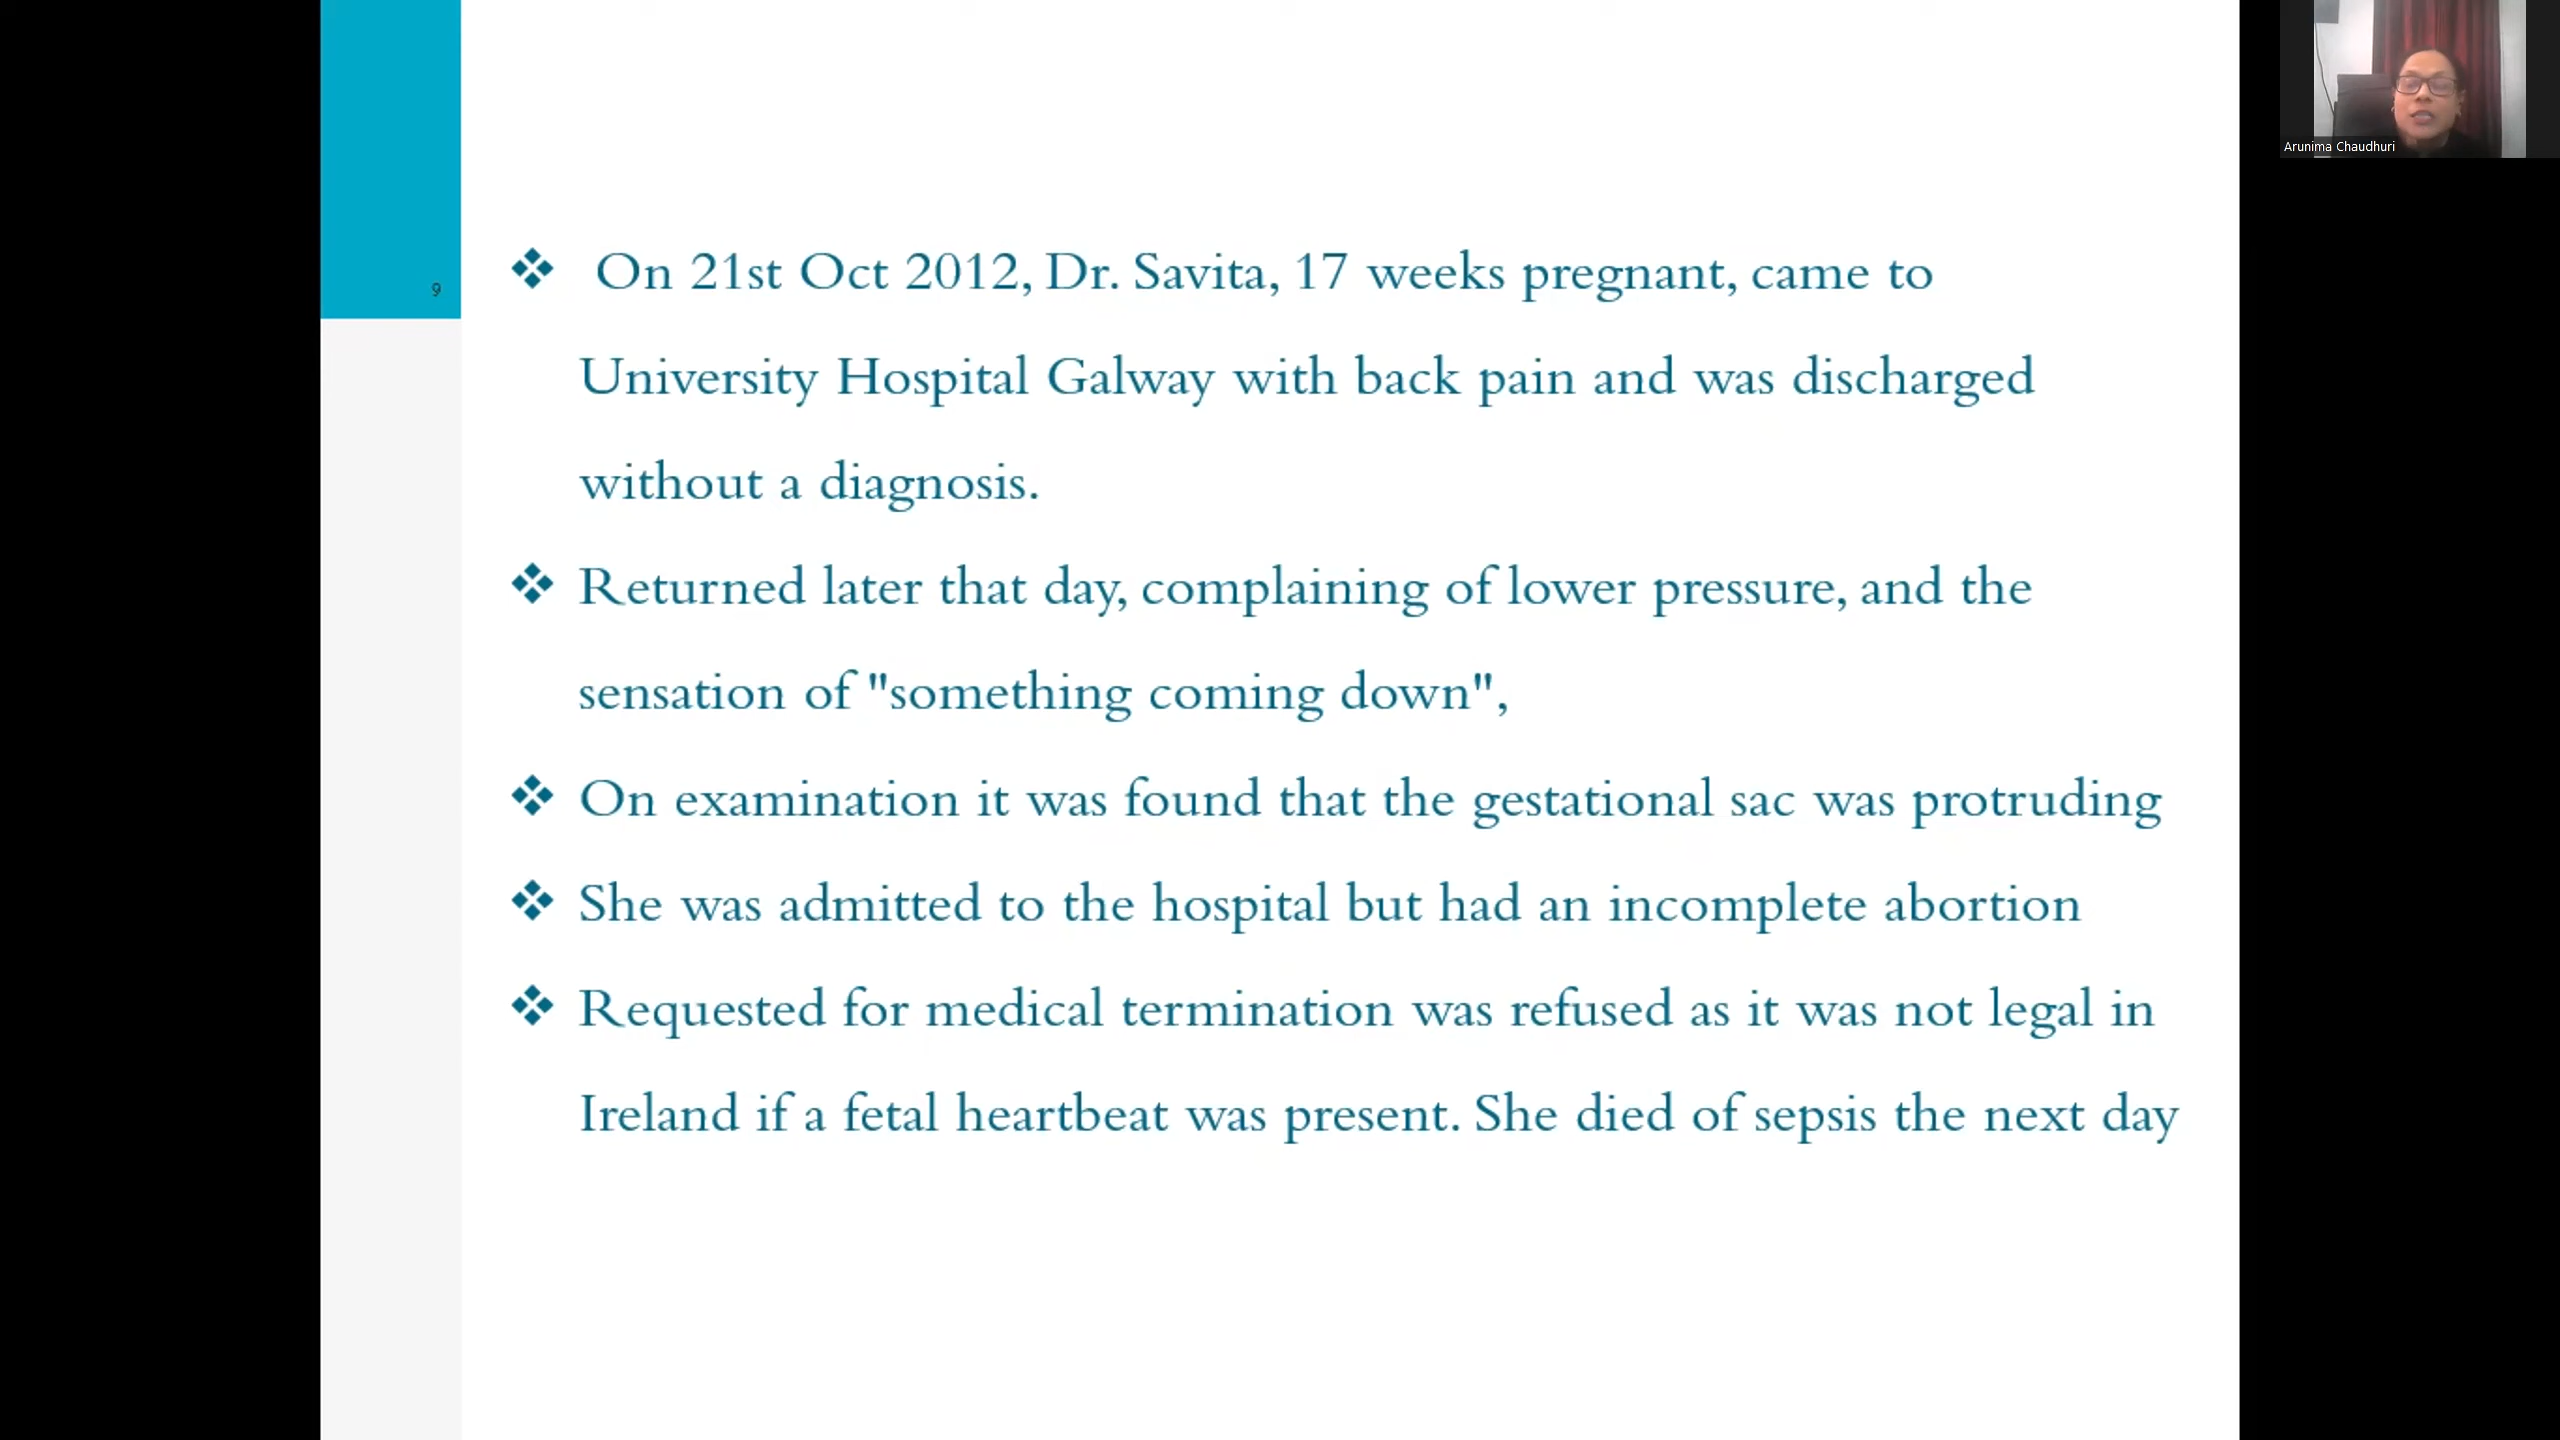 Arunima Chaudhuri
9
❖ On 21st Oct 2012, Dr. Savita, 17 weeks pregnant, came to
University Hospital Galway with back pain and was discharged
without a diagnosis.
❖ Returned later that day, complaining of lower pressure, and the
sensation of "something coming down",
❖ On examination it was found that the gestational sac was protruding
❖ She was admitted to the hospital but had an incomplete abortion
❖ Requested for medical termination was refused as it was not legal in
Ireland if a fetal heartbeat was present. She died of sepsis the next day